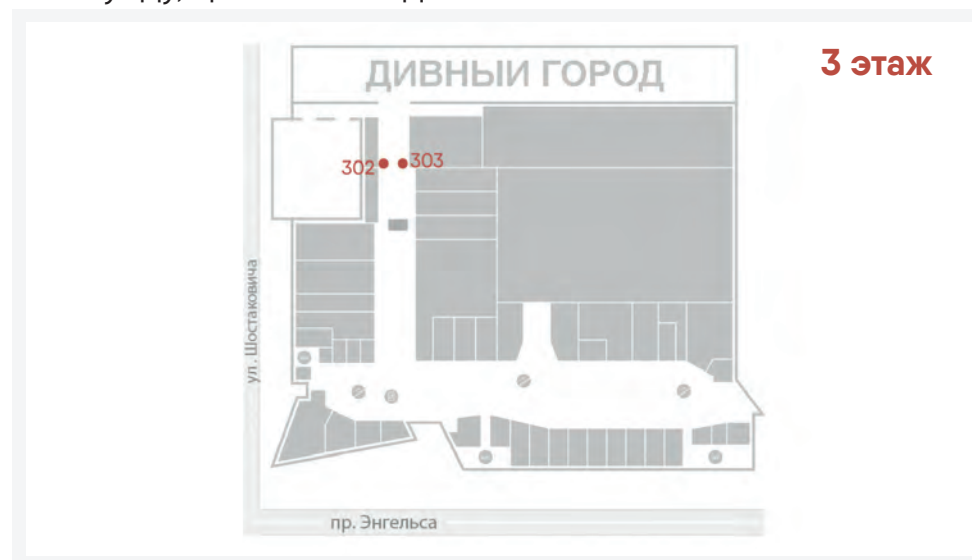 3 этаж
ДИВНЫЙ ГОРОД
302
303
ул. Шостаковича
пр. Энгельса